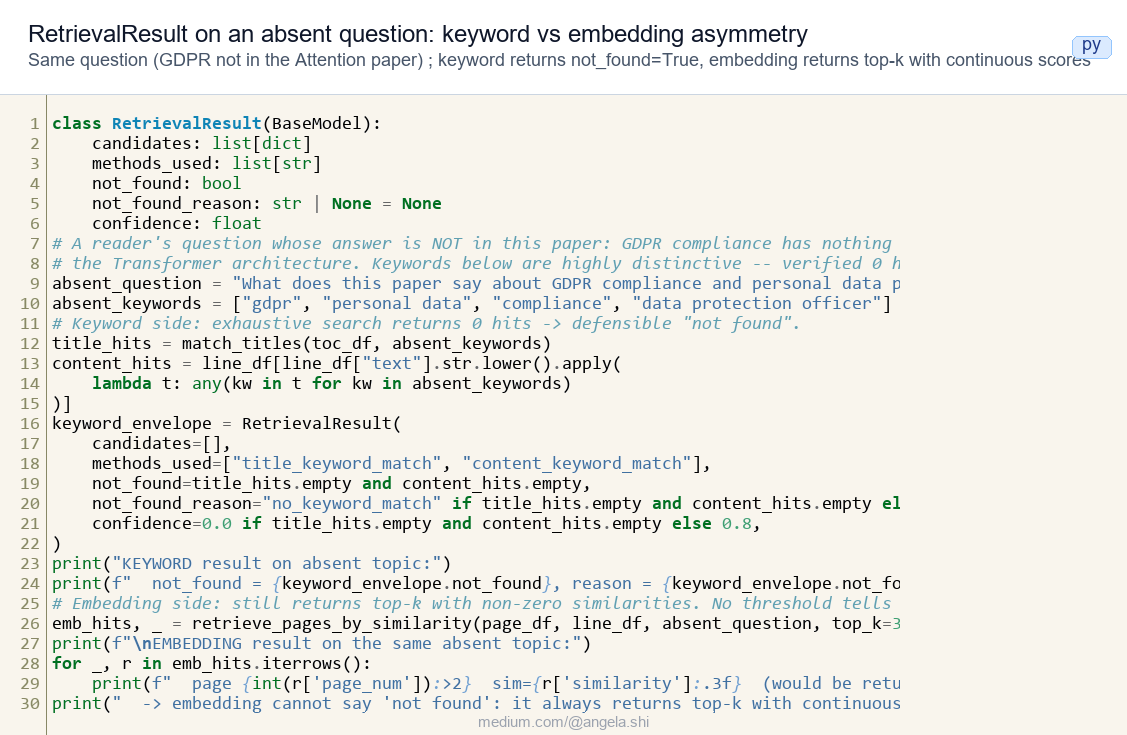 RetrievalResult on an absent question: keyword vs embedding asymmetry
py
Same question (GDPR not in the Attention paper) ; keyword returns not_found=True, embedding returns top-k with continuous scores
1 class RetrievalResult(BaseModel):
2     candidates: list[dict]
3     methods_used: list[str]
4     not_found: bool
5     not_found_reason: str | None = None
6     confidence: float
7 # A reader's question whose answer is NOT in this paper: GDPR compliance has nothing
8 # the Transformer architecture. Keywords below are highly distinctive -- verified 0 h
9 absent_question = "What does this paper say about GDPR compliance and personal data p
10 absent_keywords = ["gdpr", "personal data", "compliance", "data protection officer"]
11 # Keyword side: exhaustive search returns 0 hits -> defensible "not found".
12 title_hits = match_titles(toc_df, absent_keywords)
13 content_hits = line_df[line_df["text"].str.lower().apply(
14     lambda t: any(kw in t for kw in absent_keywords)
15 )]
16 keyword_envelope = RetrievalResult(
17     candidates=[],
18     methods_used=["title_keyword_match", "content_keyword_match"],
19     not_found=title_hits.empty and content_hits.empty,
20     not_found_reason="no_keyword_match" if title_hits.empty and content_hits.empty el
21     confidence=0.0 if title_hits.empty and content_hits.empty else 0.8,
22 )
23 print("KEYWORD result on absent topic:")
24 print(f"  not_found = {keyword_envelope.not_found}, reason = {keyword_envelope.not_fo
25 # Embedding side: still returns top-k with non-zero similarities. No threshold tells
26 emb_hits, _ = retrieve_pages_by_similarity(page_df, line_df, absent_question, top_k=3
27 print(f"\nEMBEDDING result on the same absent topic:")
28 for _, r in emb_hits.iterrows():
29     print(f"  page {int(r['page_num']):>2}  sim={r['similarity']:.3f}  (would be retu
30 print("  -> embedding cannot say 'not found': it always returns top-k with continuous
medium.com/@angela.shi